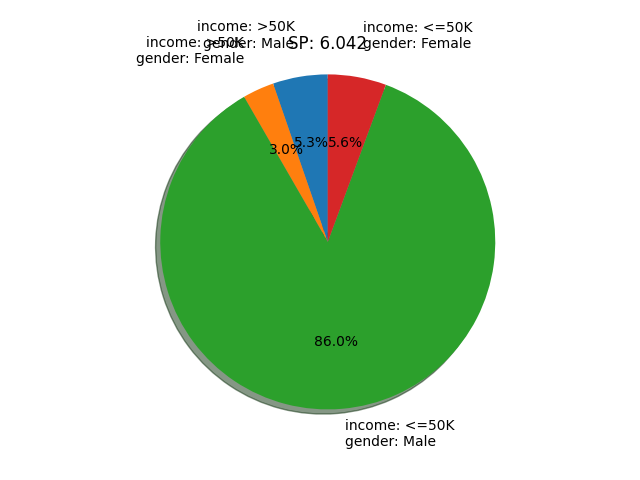 income: >50K
gender: Male
income: >50K
gender: Female
SP: 6.042
income: <=50K
gender: Female
5.3%
5.6%
3.0%
86.0%
income: <=50K
gender: Male